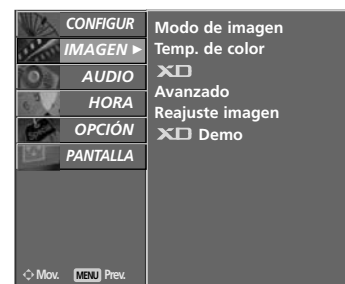 CONFIGUR
IMAGEN ►
AUDIO
HORA
OPCIÓN
PANTALLA
Modo de imagen
Temp. de color
XD
Avanzado
Reajuste imagen
XD Demo
Mov. MENU Prev.